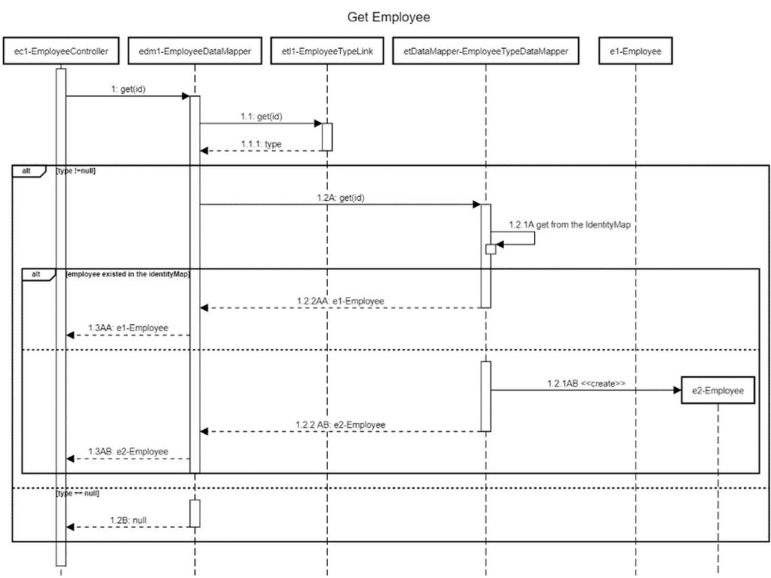 Get Employee
ec1-EmployeeController
edm1-EmployeeDataMapper
etl1-EmployeeTypeLink
etDataMapper-EmployeeTypeDataMapper
e1-Employee
1: get(id)
1.1: get(id)
1.1.1: type
alt
[type !=null]
1.2A: get(id)
1.2.1A get from the IdentityMap
alt
[employee existed in the identityMap]
1.2.2AA: e1-Employee
1.3AA: e1-Employee
1.2.1AB <<create>>
e2-Employee
1.2.2 AB: e2-Employee
1.3AB: e2-Employee
[type == null]
1.2B: null